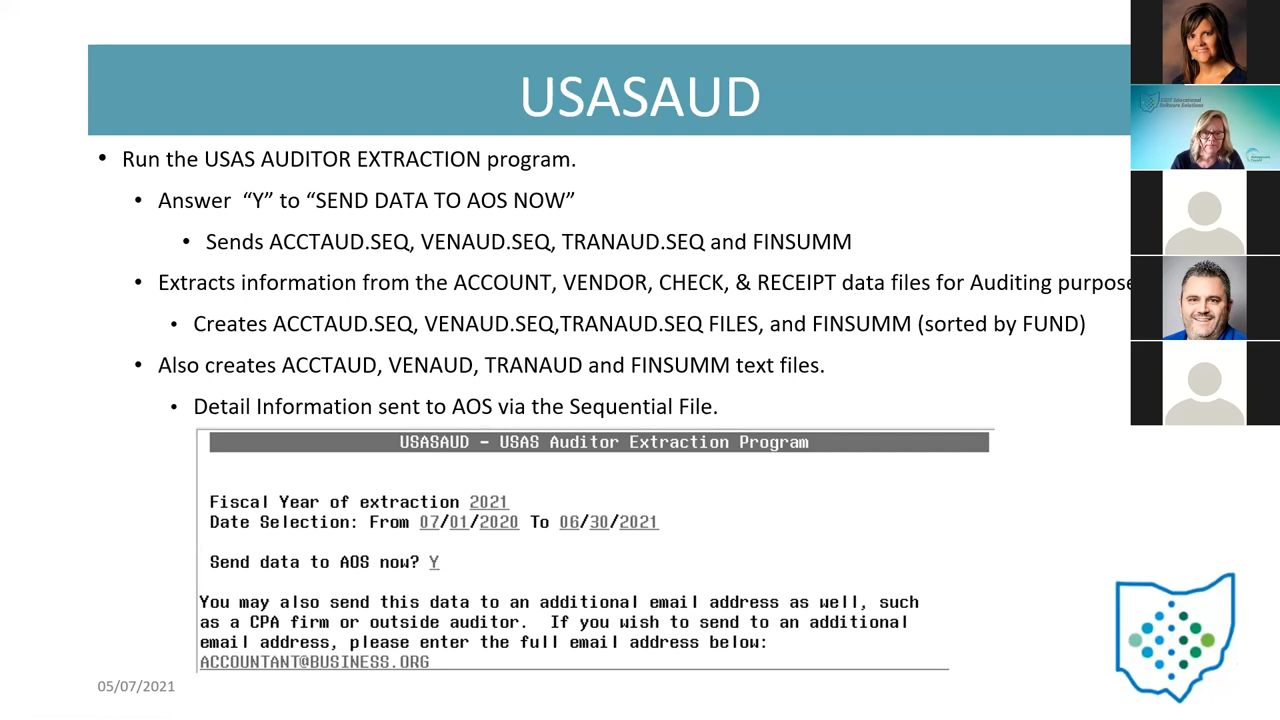 USASAUD
• Run the USAS AUDITOR EXTRACTION program.
• Answer “Y” to “SEND DATA TO AOS NOW”
• Sends ACCTAUD.SEQ, VENAUD.SEQ, TRANAUD.SEQ and FINSUMM
• Extracts information from the ACCOUNT, VENDOR, CHECK, & RECEIPT data files for Auditing purpose
• Creates ACCTAUD.SEQ, VENAUD.SEQ,TRANAUD.SEQ FILES, and FINSUMM (sorted by FUND)
• Also creates ACCTAUD, VENAUD, TRANAUD and FINSUMM text files.
• Detail Information sent to AOS via the Sequential File.
USASAUD - USAS Auditor Extraction Program
Fiscal Year of extraction 2021
Date Selection: From 07/01/2020 To 06/30/2021
Send data to AOS now? Y
You may also send this data to an additional email address as well, such
as a CPA firm or outside auditor. If you wish to send to an additional
email address, please enter the full email address below:
ACCOUNTANT@BUSINESS.ORG
05/07/2021